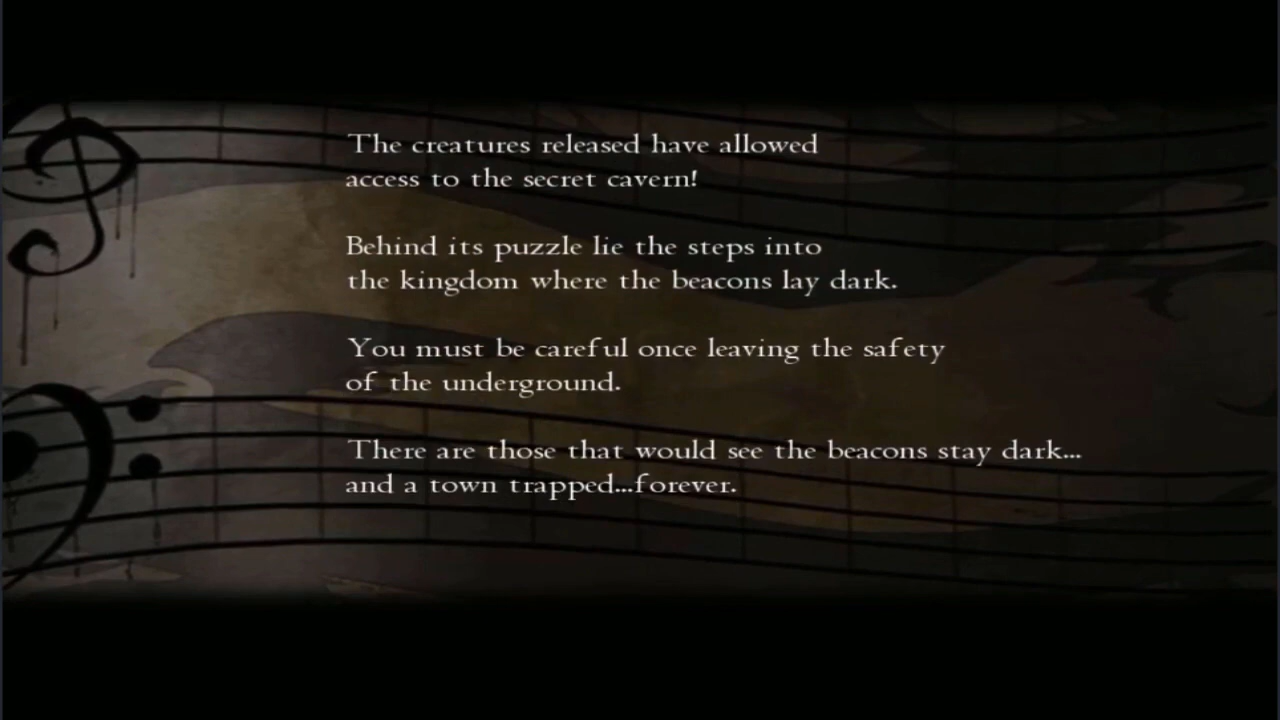 The creatures released have allowed
access to the secret cavern!
Behind its puzzle lie the steps into
the kingdom where the beacons lay dark.
You must be careful once leaving the safety
of the underground.
There are those that would see the beacons stay dark...
and a town trapped...forever.